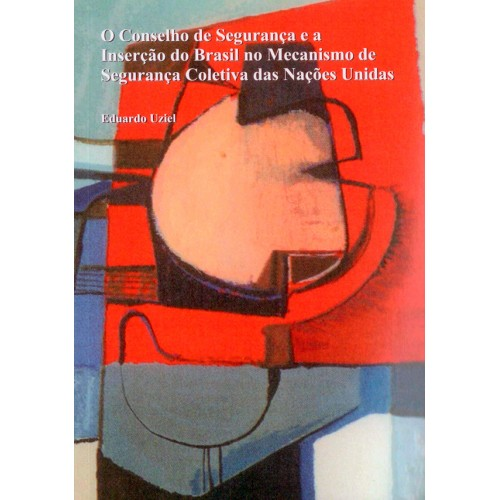 O Conselho de Segurança e a
Inserção do Brasil no Mecanismo de
Segurança Coletiva das Nações Unidas
Eduardo Uziel